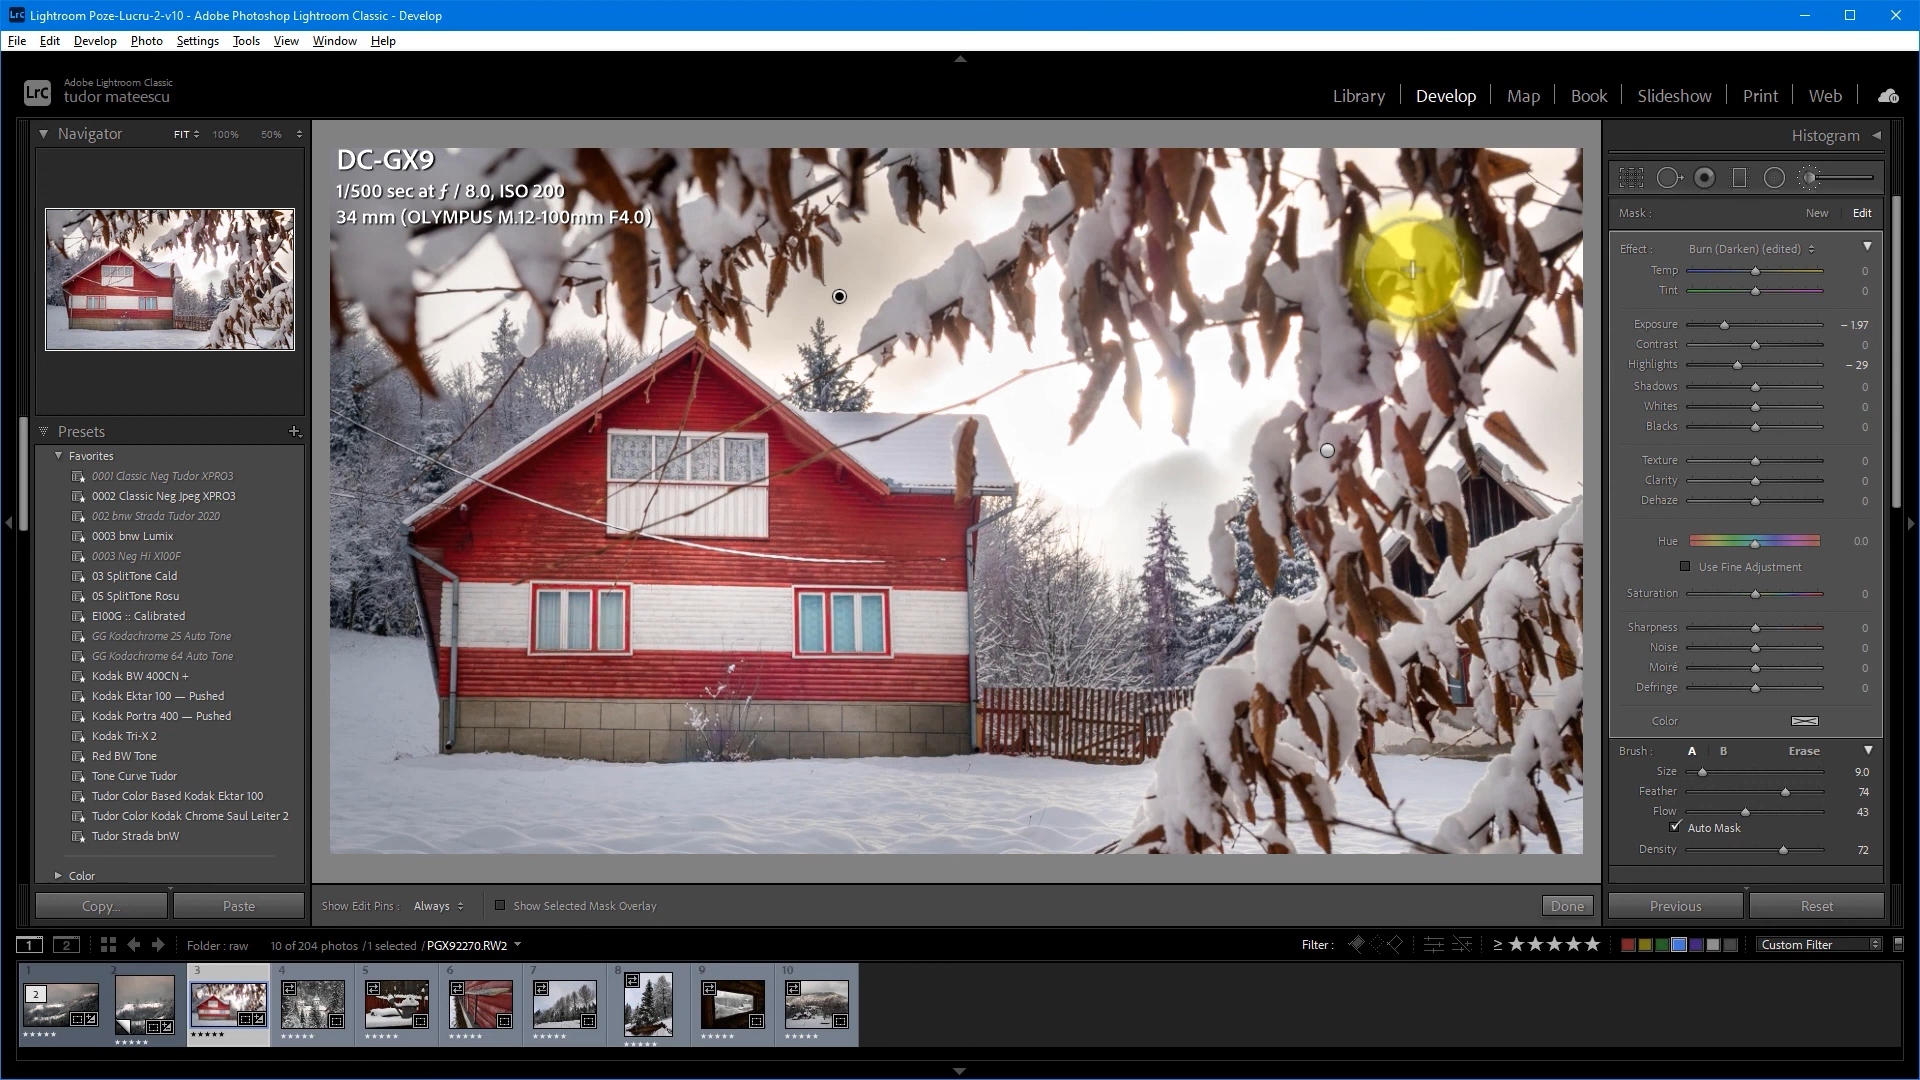 Lightroom Poze-Lucru-2-v10 - Adobe Photoshop Lightroom Classic - Develop
File Edit Develop Photo Settings Tools View Window Help
LrC
Adobe Lightroom Classic
tudor mateescu
Library Develop Map Book Slideshow Print Web
Navigator FIT 100% 50%
Histogram
DC-GX9
1/500 sec at ƒ / 8.0, ISO 200
34 mm (OLYMPUS M.12-100mm F4.0)
Presets
Favorites
0001 Classic Neg Tudor XPRO3
0002 Classic Neg Jpeg XPRO3
002 bnw Strada Tudor 2020
0003 bnw Lumix
0003 Neg Hi X100F
03 SplitTone Cald
05 SplitTone Rosu
E100G :: Calibrated
GG Kodachrome 25 Auto Tone
GG Kodachrome 64 Auto Tone
Kodak BW 400CN +
Kodak Ektar 100 — Pushed
Kodak Portra 400 — Pushed
Kodak Tri-X 2
Red BW Tone
Tone Curve Tudor
Tudor Color Based Kodak Ektar 100
Tudor Color Kodak Chrome Saul Leiter 2
Tudor Strada bnW
Color
Copy... Paste
Mask : New Edit
Effect : Burn (Darken) (edited)
Temp 0
Tint 0
Exposure – 1.97
Contrast 0
Highlights – 29
Shadows 0
Whites 0
Blacks 0
Texture 0
Clarity 0
Dehaze 0
Hue 0.0
Use Fine Adjustment
Saturation 0
Sharpness 0
Noise 0
Moiré 0
Defringe 0
Color
Brush : A B Erase
Size 9.0
Feather 74
Flow 43
Auto Mask
Density 72
Show Edit Pins : Always Show Selected Mask Overlay Done
Previous Reset
1 2 Folder : raw 10 of 204 photos / 1 selected / PGX92270.RW2 Filter : ≥ ★★★★★ Custom Filter
1 2 3 4 5 6 7 8 9 10
2